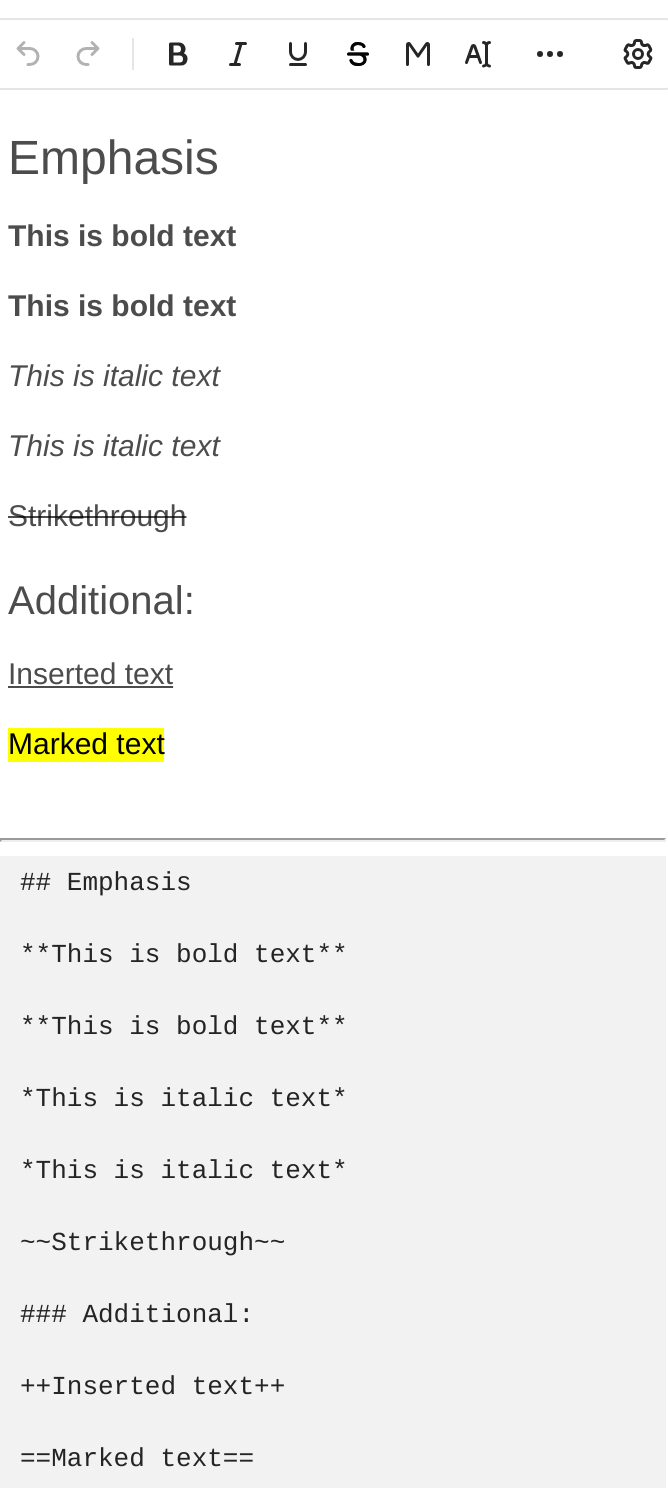 Emphasis
This is bold text
This is bold text
This is italic text
This is italic text
Strikethrough
Additional:
Inserted text
Marked text
## Emphasis
**This is bold text**
**This is bold text**
*This is italic text*
*This is italic text*
~~Strikethrough~~
### Additional:
++Inserted text++
==Marked text==